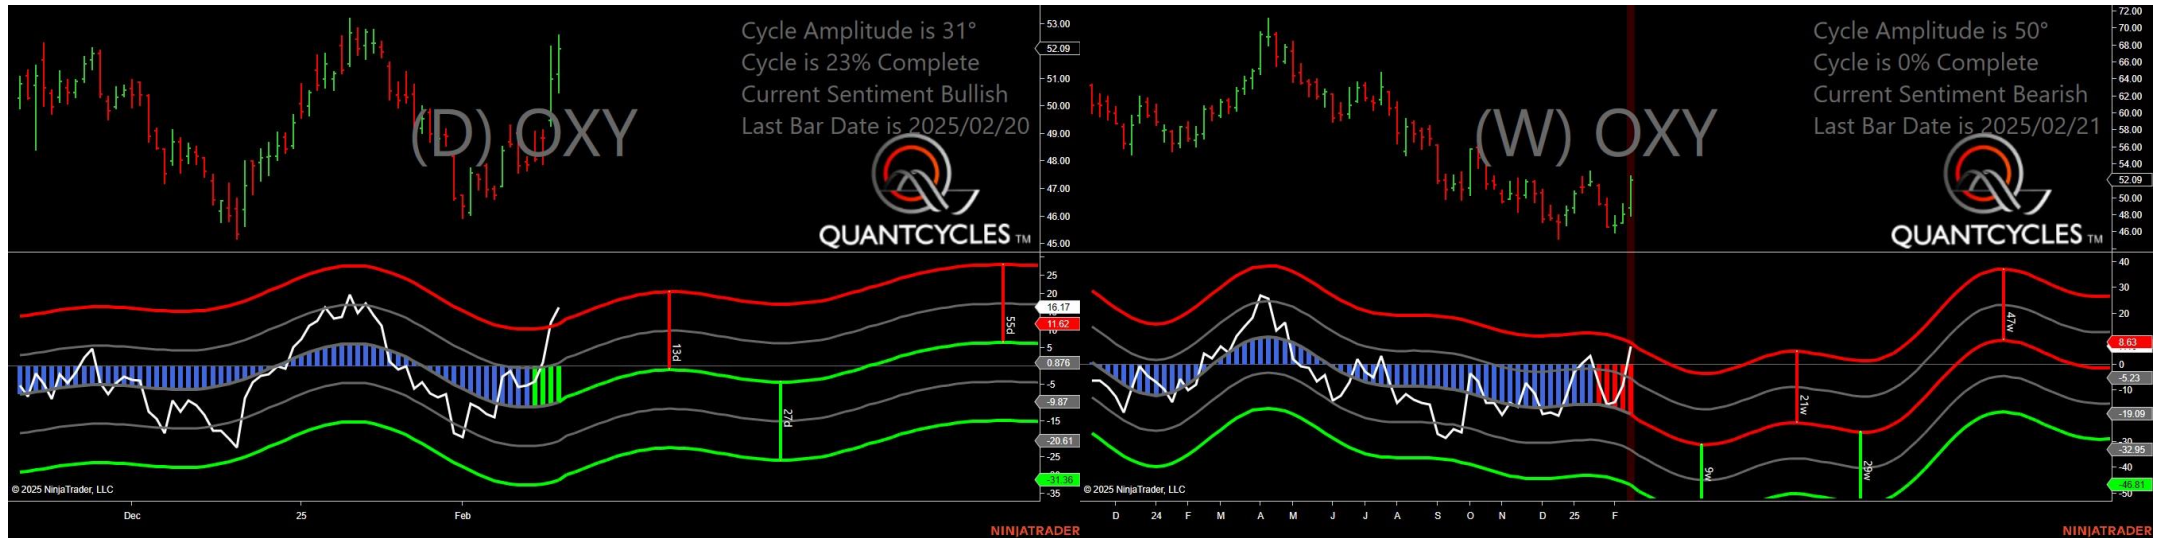 Cycle Amplitude is 31°
Cycle is 23% Complete
Current Sentiment Bullish
Last Bar Date is 2025/02/20
(D) OXY
QUANTCYCLES TM
53.00
52.09
51.00
50.00
49.00
48.00
47.00
46.00
45.00
25
20
16.17
11.62
5
0.876
-5
-9.87
-15
-20.61
-25
-31.36
-35
13d
27d
55d
© 2025 NinjaTrader, LLC
Dec
25
Feb
NINJATRADER
Cycle Amplitude is 50°
Cycle is 0% Complete
Current Sentiment Bearish
Last Bar Date is 2025/02/21
(W) OXY
QUANTCYCLES TM
72.00
70.00
68.00
66.00
64.00
62.00
60.00
58.00
56.00
54.00
52.09
50.00
48.00
46.00
40
30
20
8.63
0
-5.23
-10
-19.09
-30
-32.95
-40
-46.81
-50
9w
21w
29w
47w
© 2025 NinjaTrader, LLC
D
24
F
M
A
M
J
J
A
S
O
N
D
25
F
NINJATRADER